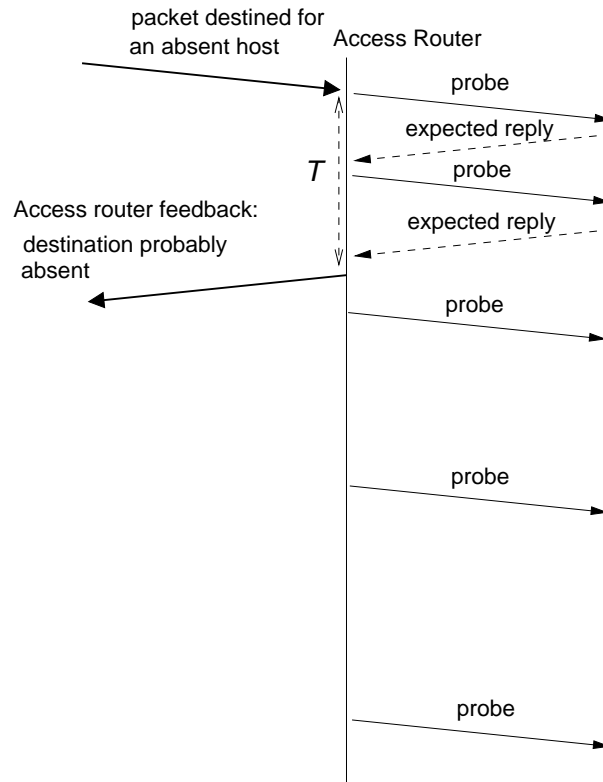 packet destined for
an absent host
Access Router
probe
expected reply
T
probe
Access router feedback:
expected reply
destination probably
absent
probe
probe
probe